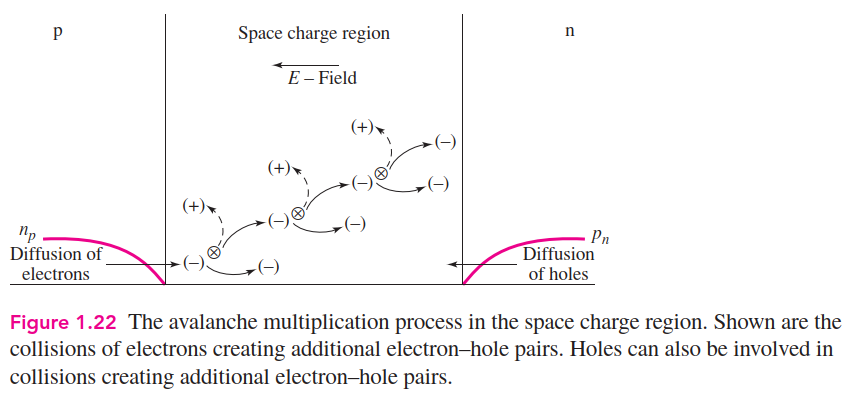 p
Space charge region
n
E – Field
(+)
(–)
(+)
(–)
(–)
(+)
(–)
(–)
n_p
Diffusion of
electrons
(–)
(–)
p_n
Diffusion
of holes
Figure 1.22 The avalanche multiplication process in the space charge region. Shown are the
collisions of electrons creating additional electron–hole pairs. Holes can also be involved in
collisions creating additional electron–hole pairs.